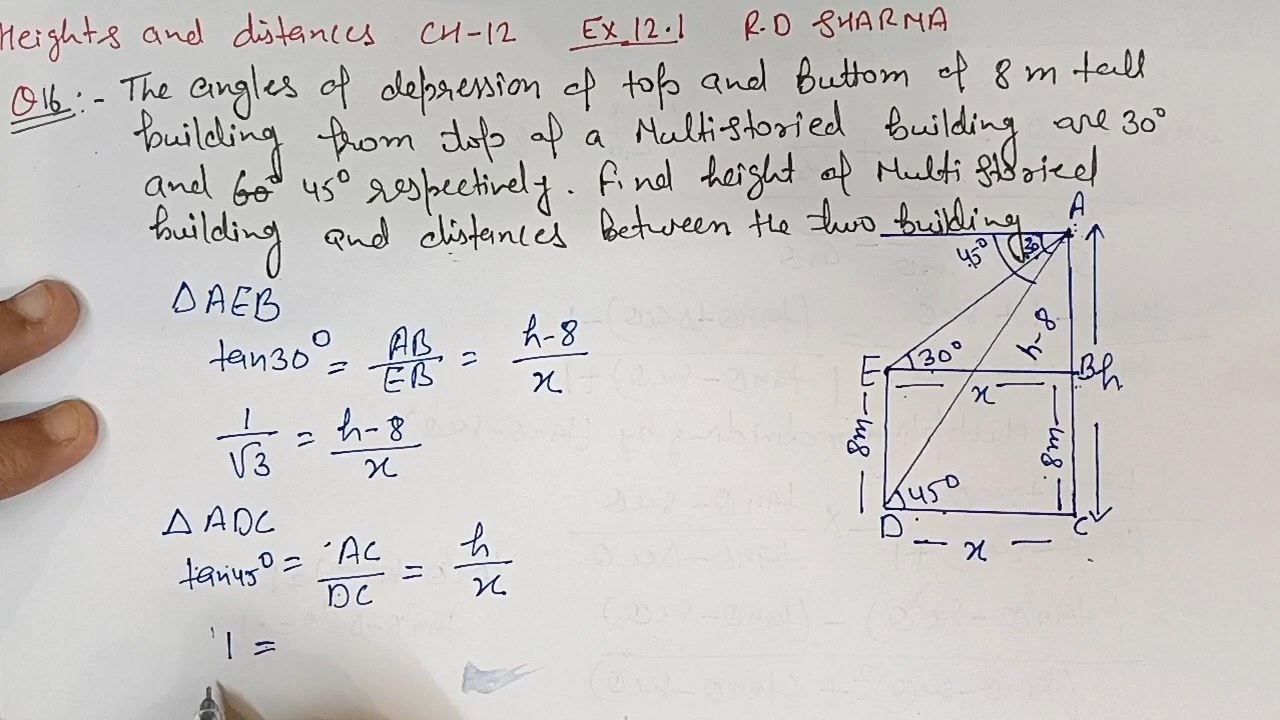 Heights and distances CH-12 Ex 12.1 R.D SHARMA
Q16:- The angles of depression of top and Buttom of 8 m tall
building from top of a Multistoried building are 30°
and 60° 45° respectively. Find height of Multi Storied
building and distances between the two building
A
45° 30°
△AEB
tan30° = AB/EB = h-8/x
h-8
E 30° B h
x
8m 8m
1/√3 = h-8/x
△ADC
45°
D C
x
tan45° = AC/DC = h/x
1 =